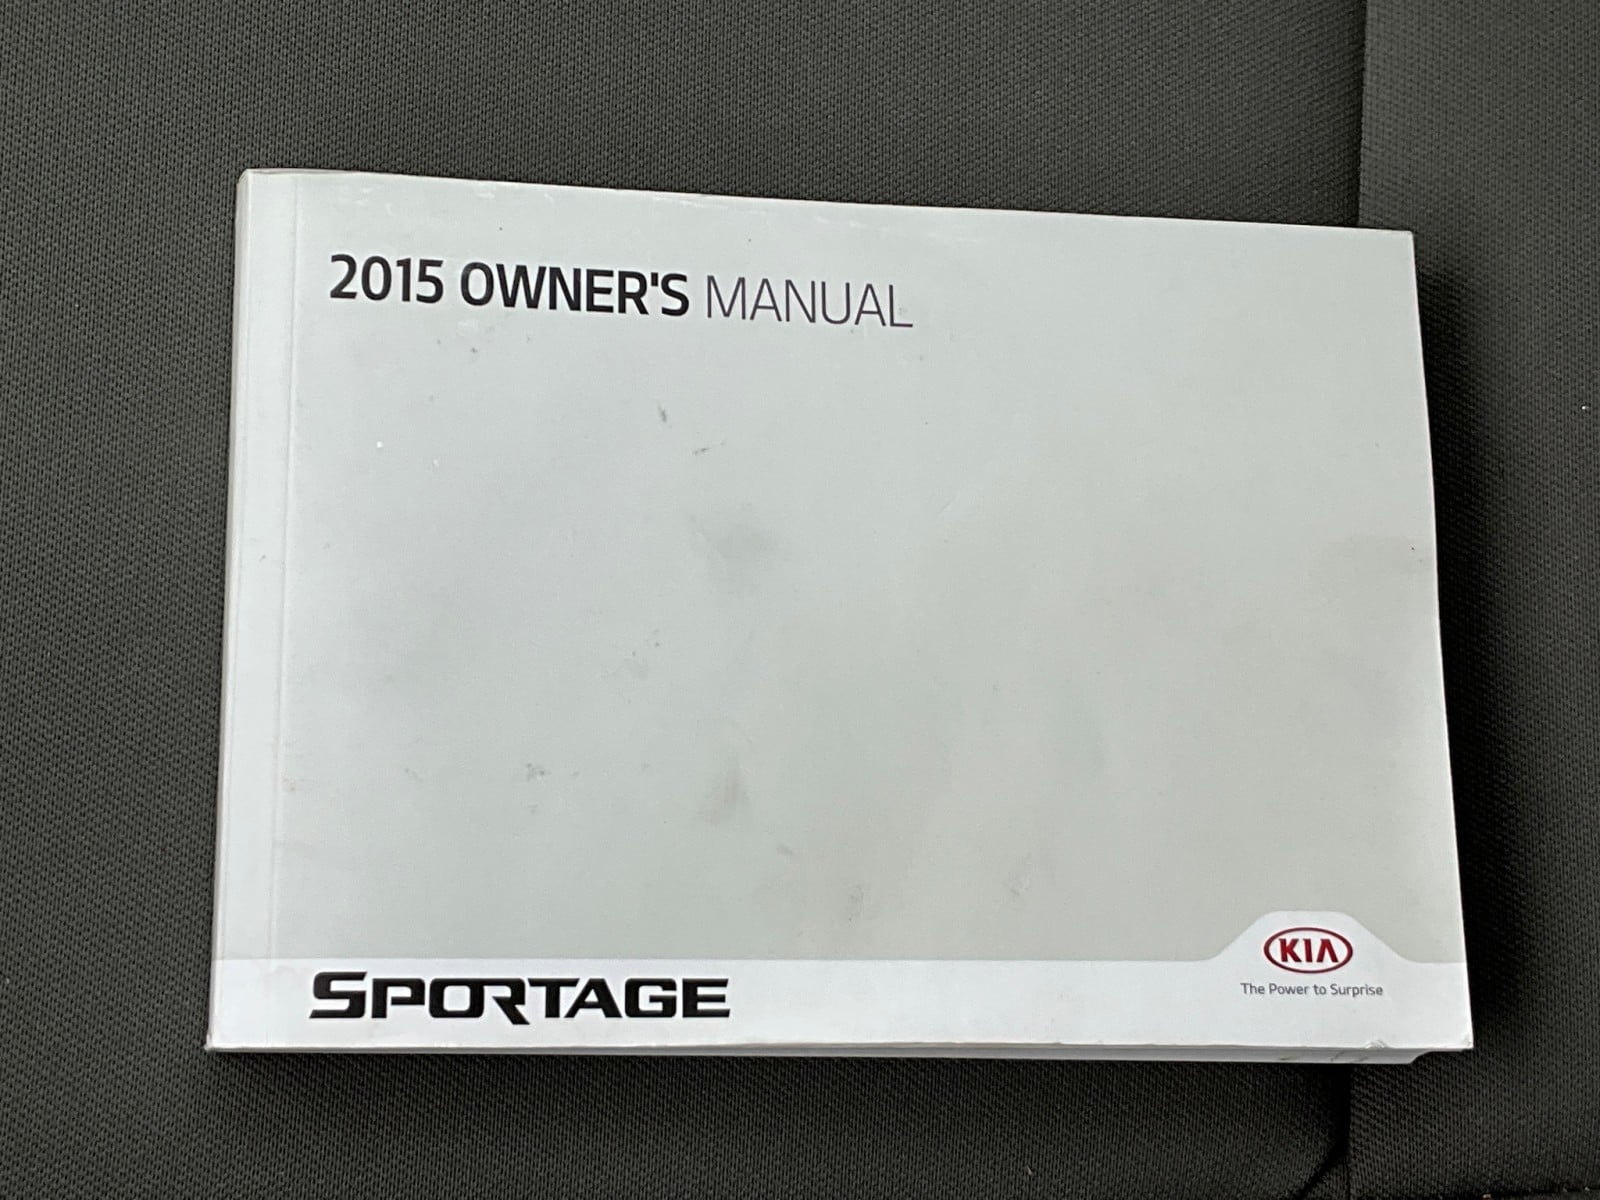 2015 OWNER'S MANUAL
SPORTAGE
KIA
The Power to Surprise